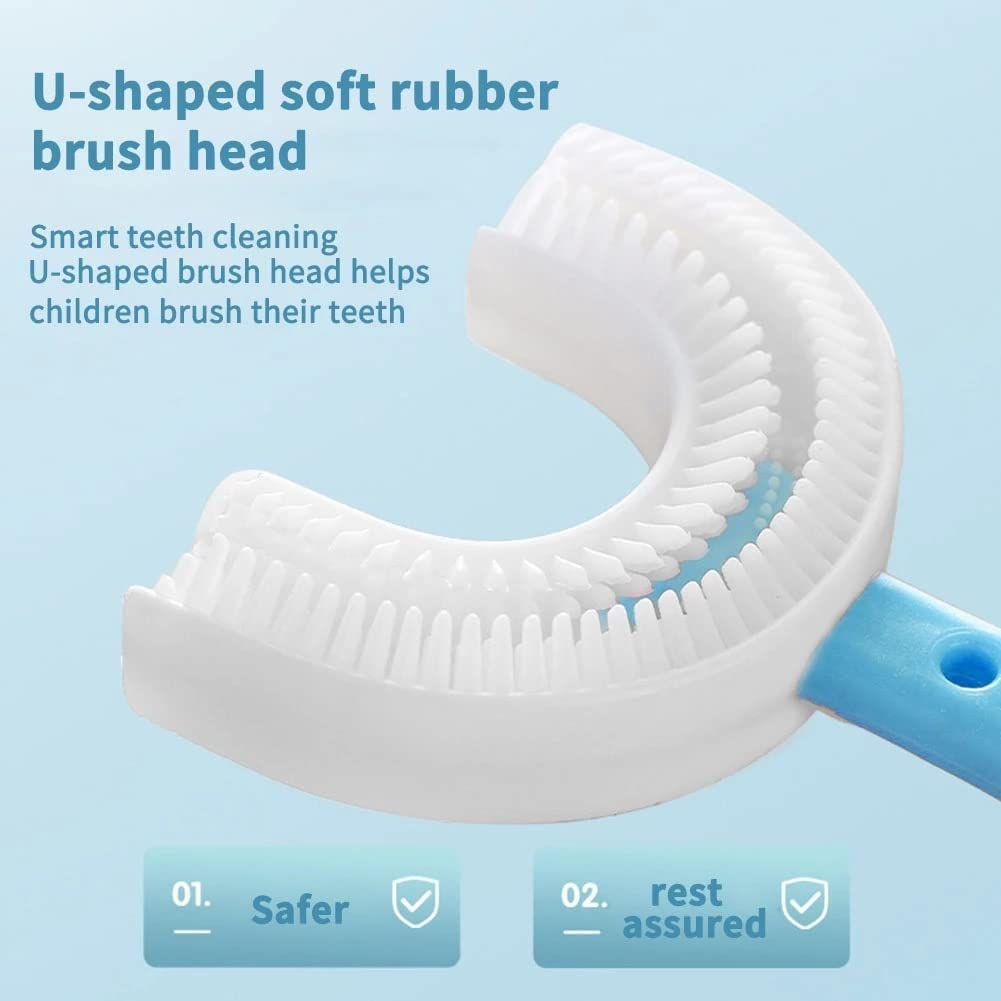 U-shaped soft rubber
brush head
Smart teeth cleaning
U-shaped brush head helps
children brush their teeth
01.
Safer
02.
rest
assured